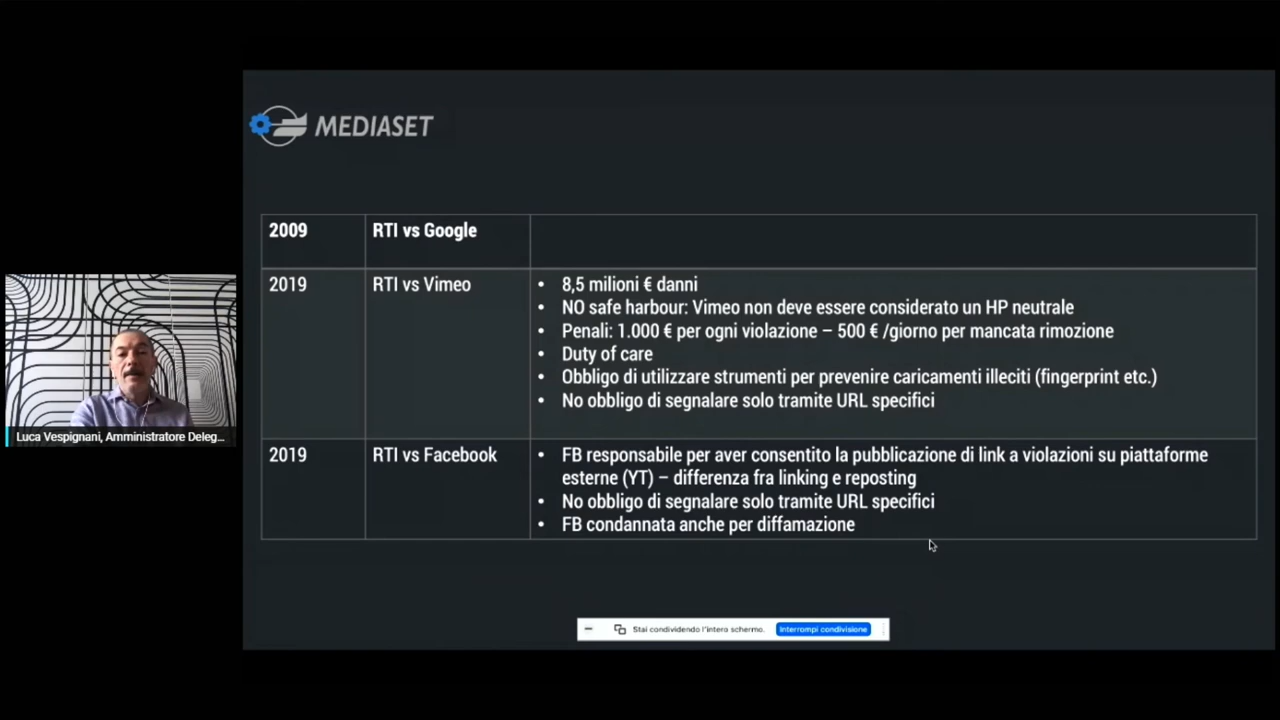 MEDIASET
2009 RTI vs Google
2019 RTI vs Vimeo • 8,5 milioni € danni
• NO safe harbour: Vimeo non deve essere considerato un HP neutrale
• Penali: 1.000 € per ogni violazione – 500 € /giorno per mancata rimozione
• Duty of care
• Obbligo di utilizzare strumenti per prevenire caricamenti illeciti (fingerprint etc.)
• No obbligo di segnalare solo tramite URL specifici
2019 RTI vs Facebook • FB responsabile per aver consentito la pubblicazione di link a violazioni su piattaforme
esterne (YT) – differenza fra linking e reposting
• No obbligo di segnalare solo tramite URL specifici
• FB condannata anche per diffamazione
Luca Vespignani, Amministratore Deleg...
Stai condividendo l'intera schermo. Interrompi condivisione